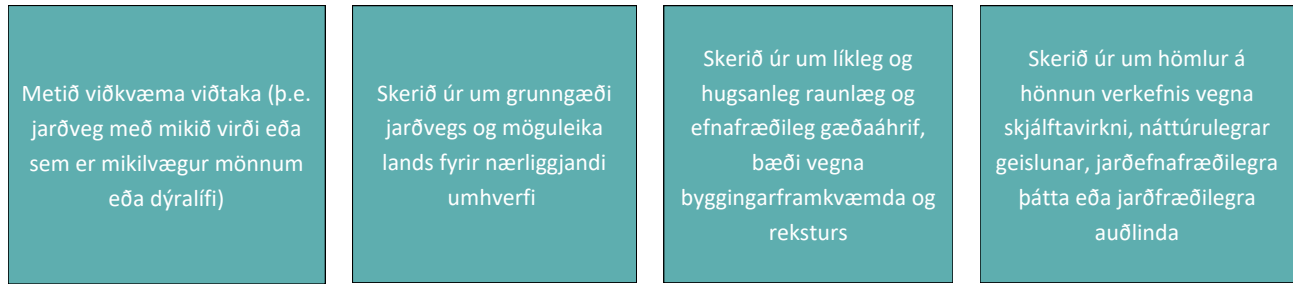 Metið viðkvæma viðtaka (þ.e.
jarðveg með mikið virði eða
sem er mikilvægur mönnum
eða dýralífi)
Skerið úr um grunngæði
jarðvegs og möguleika
lands fyrir nærliggjandi
umhverfi
Skerið úr um líkleg og
hugsanleg raunlæg og
efnafræðileg gæðaáhrif,
bæði vegna
byggingarframkvæmda og
reksturs
Skerið úr um hömlur á
hönnun verkefnis vegna
skjálftavirkni, náttúrulegrar
geislunar, jarðefnafræðilegra
þátta eða jarðfræðilegra
auðlinda